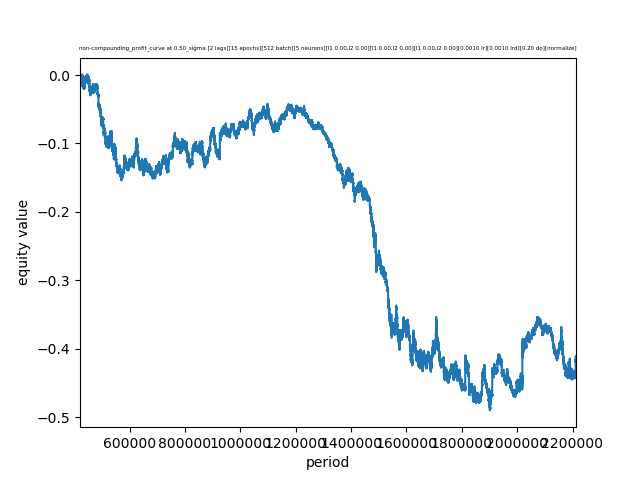 non-compounding_profit_curve at 0.50_sigma [2 lags][15 epochs][512 batch][5 neurons][l1 0.00,l2 0.00][l1 0.00,l2 0.00][l1 0.00,l2 0.00][0.0010 lr][0.0010 lrd][0.20 do][normalize]
0.0
−0.1
−0.2
−0.3
−0.4
−0.5
equity value
600000 800000 1000000 1200000 1400000 1600000 1800000 2000000 2200000
period